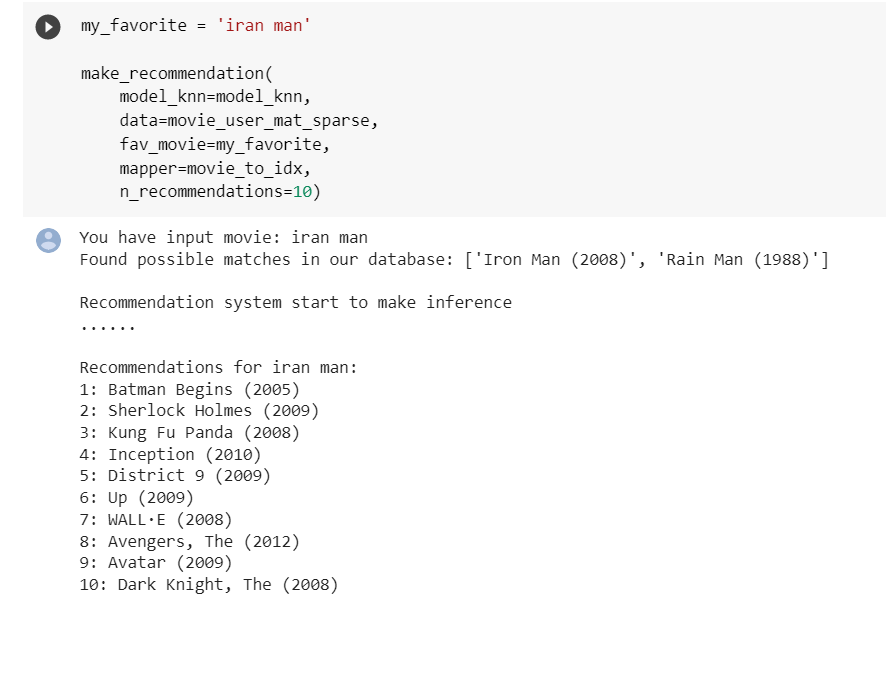 my_favorite = 'iran man'
make_recommendation(
model_knn=model_knn,
data=movie_user_mat_sparse,
fav_movie=my_favorite,
mapper=movie_to_idx,
n_recommendations=10)
You have input movie: iran man
Found possible matches in our database: ['Iron Man (2008)', 'Rain Man (1988)']
Recommendation system start to make inference
......
Recommendations for iran man:
1: Batman Begins (2005)
2: Sherlock Holmes (2009)
3: Kung Fu Panda (2008)
4: Inception (2010)
5: District 9 (2009)
6: Up (2009)
7: WALL·E (2008)
8: Avengers, The (2012)
9: Avatar (2009)
10: Dark Knight, The (2008)